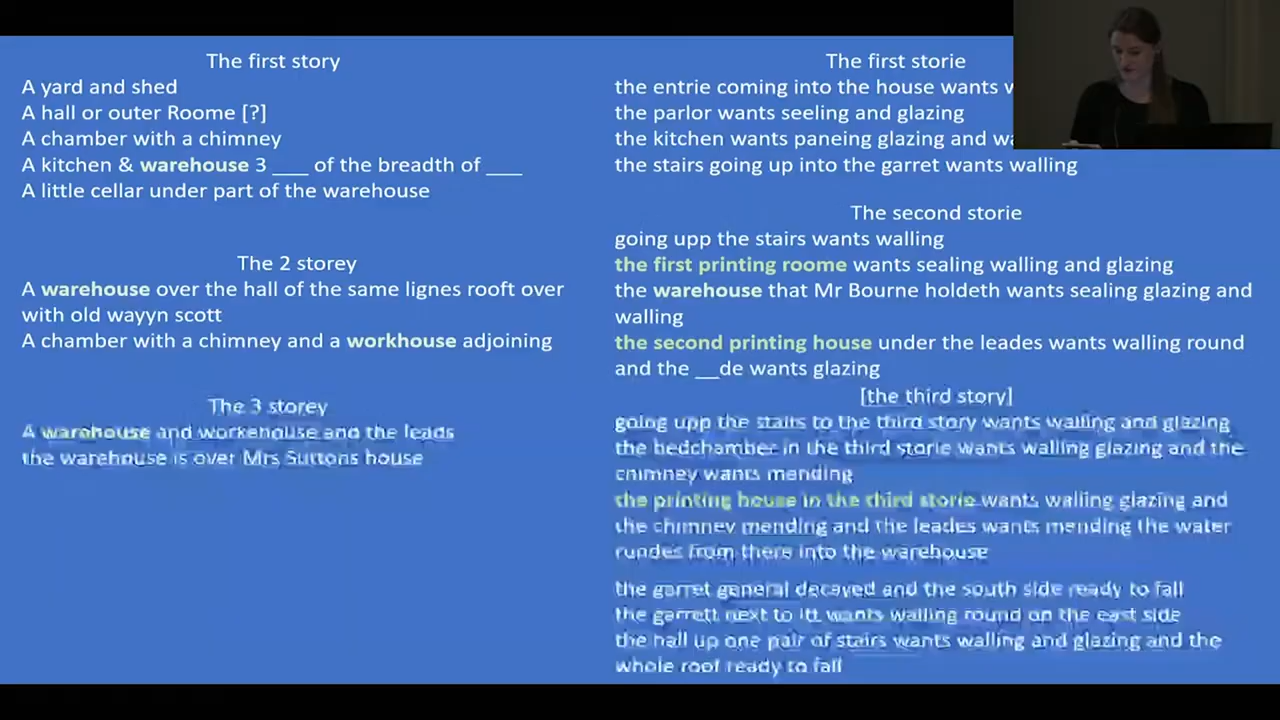 The first story
A yard and shed
A hall or outer Roome [?]
A chamber with a chimney
A kitchen & warehouse 3 ___ of the breadth of ___
A little cellar under part of the warehouse
The 2 storey
A warehouse over the hall of the same lignes rooft over
with old wayyn scott
A chamber with a chimney and a workhouse adjoining
The 3 storey
A warehouse and workehouse and the leads
the warehouse is over Mrs Suttons house
The first storie
the entrie coming into the house wants
the parlor wants seeling and glazing
the kitchen wants paneing glazing and
the stairs going up into the garret wants walling
The second storie
going upp the stairs wants walling
the first printing roome wants sealing walling and glazing
the warehouse that Mr Bourne holdeth wants sealing glazing and
walling
the second printing house under the leades wants walling round
and the __de wants glazing
[the third story]
going upp the stairs to the third story wants walling and glazing
the bedchamber in the third storie wants walling glazing and the
chimney wants mending
the printing house in the third storie wants walling glazing and
the chimney mending and the leades wants mending the water
rundes from there into the warehouse
the garret general decayed and the south side ready to fall
the garrett next to itt wants walling round on the east side
the hall up one pair of stairs wants walling and glazing and the
whole roof ready to fall